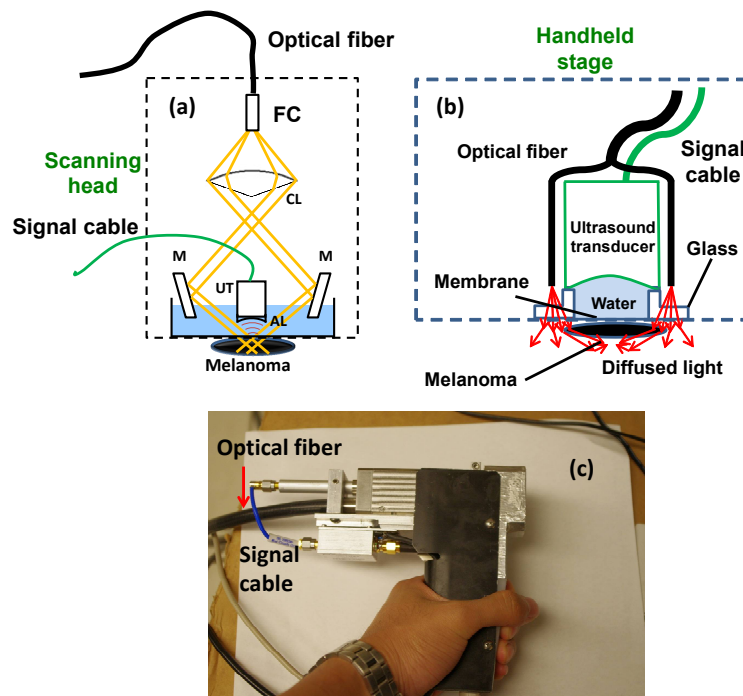 Optical fiber
(a)
FC
Scanning
head
CL
Signal cable
M
M
UT
AL
Melanoma
Handheld
stage
(b)
Optical fiber
Signal
cable
Ultrasound
transducer
Glass
Membrane
Water
Melanoma
Diffused light
(c)
Optical fiber
Signal
cable